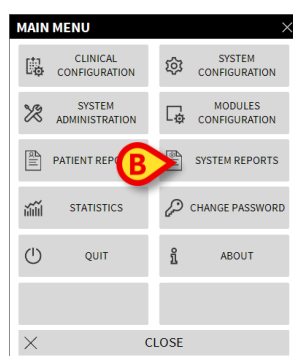 MAIN MENU
CLINICAL
CONFIGURATION
SYSTEM
CONFIGURATION
SYSTEM
ADMINISTRATION
MODULES
CONFIGURATION
PATIENT REPO
B
SYSTEM REPORTS
STATISTICS
CHANGE PASSWORD
QUIT
ABOUT
CLOSE